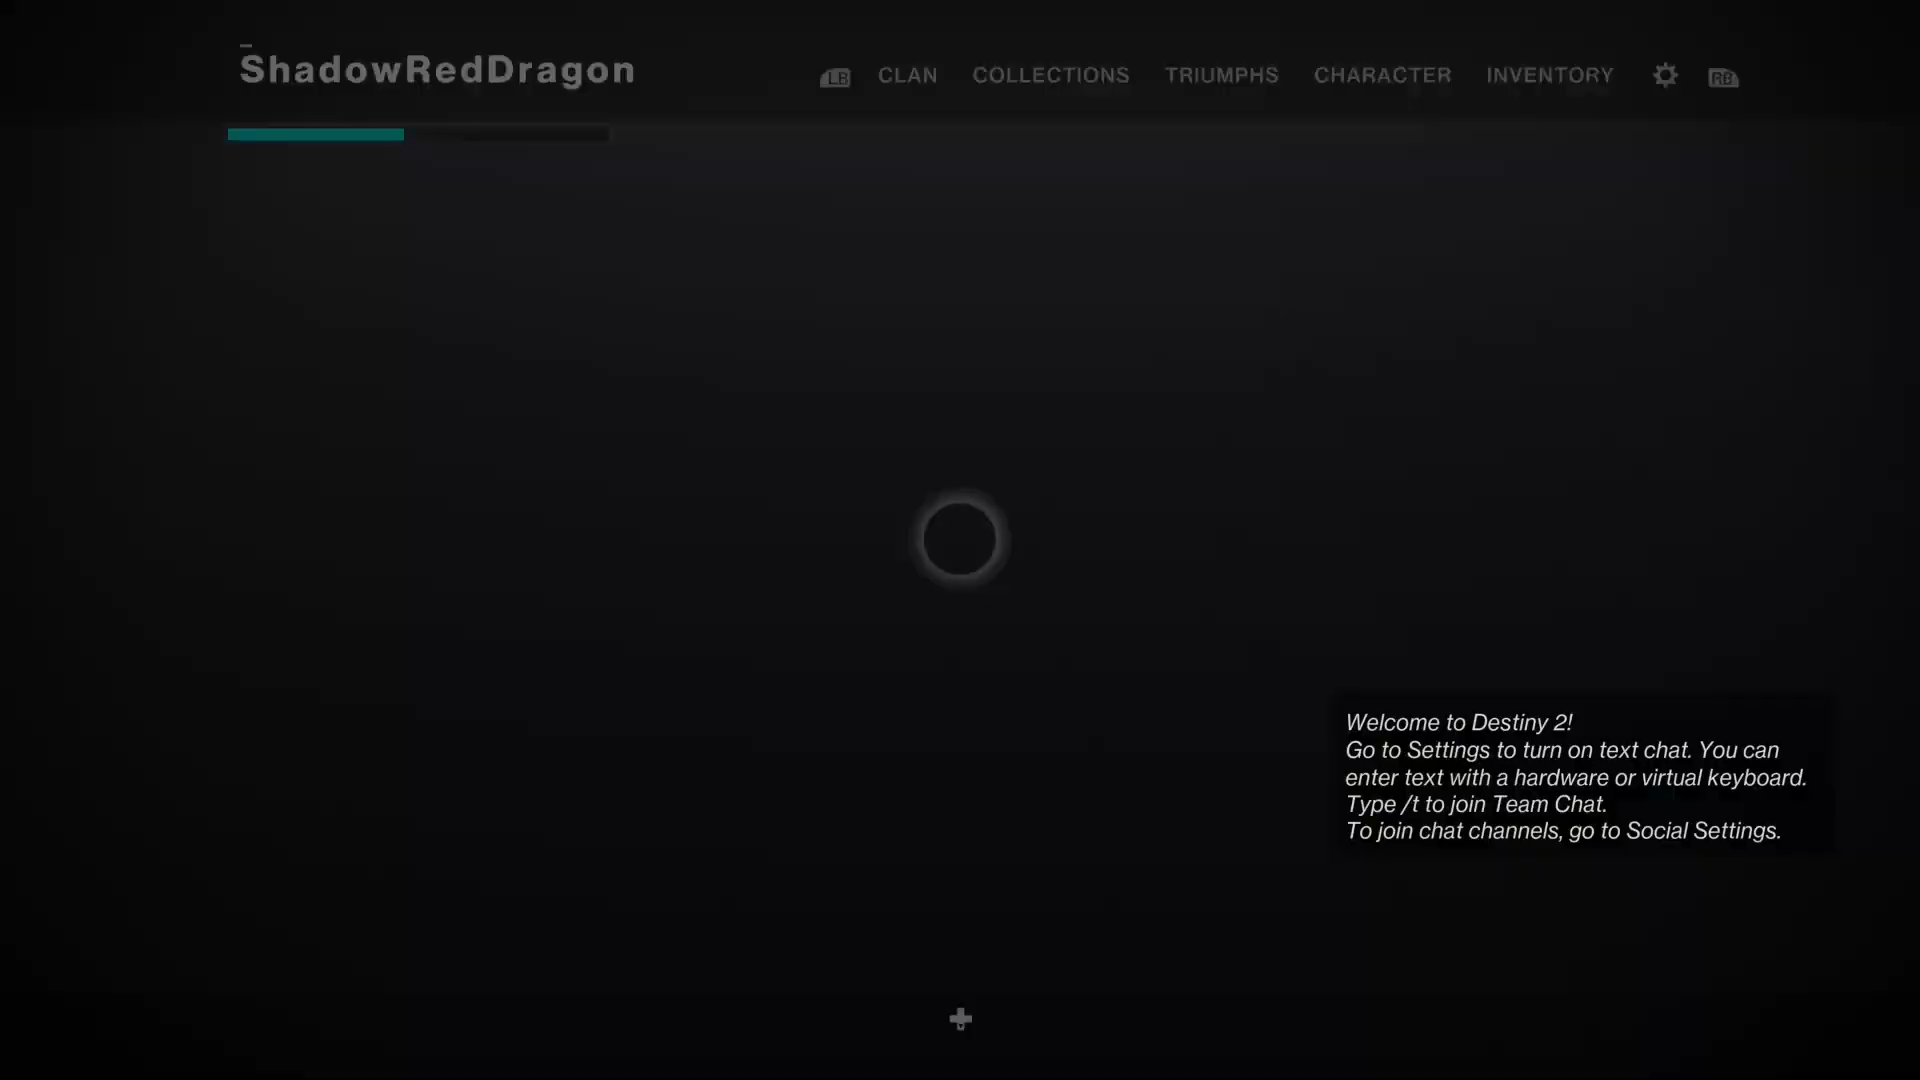 ShadowRedDragon
LB CLAN COLLECTIONS TRIUMPHS CHARACTER INVENTORY RB
Welcome to Destiny 2!
Go to Settings to turn on text chat. You can
enter text with a hardware or virtual keyboard.
Type /t to join Team Chat.
To join chat channels, go to Social Settings.